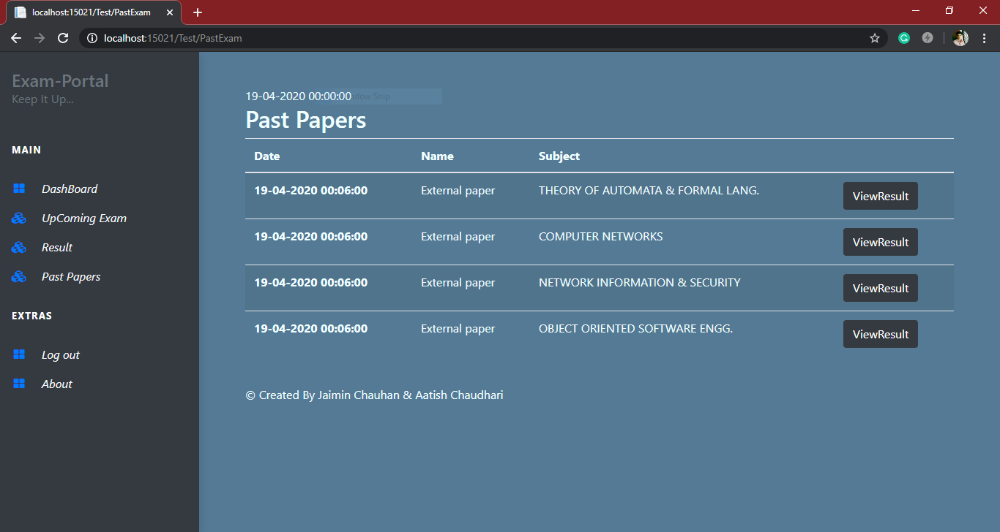 localhost:15021/Test/PastExam
localhost:15021/Test/PastExam
Exam-Portal
Keep It Up...
MAIN
DashBoard
UpComing Exam
Result
Past Papers
EXTRAS
Log out
About
19-04-2020 00:00:00 Snip
Past Papers
Date Name Subject
19-04-2020 00:06:00 External paper THEORY OF AUTOMATA & FORMAL LANG. ViewResult
19-04-2020 00:06:00 External paper COMPUTER NETWORKS ViewResult
19-04-2020 00:06:00 External paper NETWORK INFORMATION & SECURITY ViewResult
19-04-2020 00:06:00 External paper OBJECT ORIENTED SOFTWARE ENGG. ViewResult
© Created By Jaimin Chauhan & Aatish Chaudhari